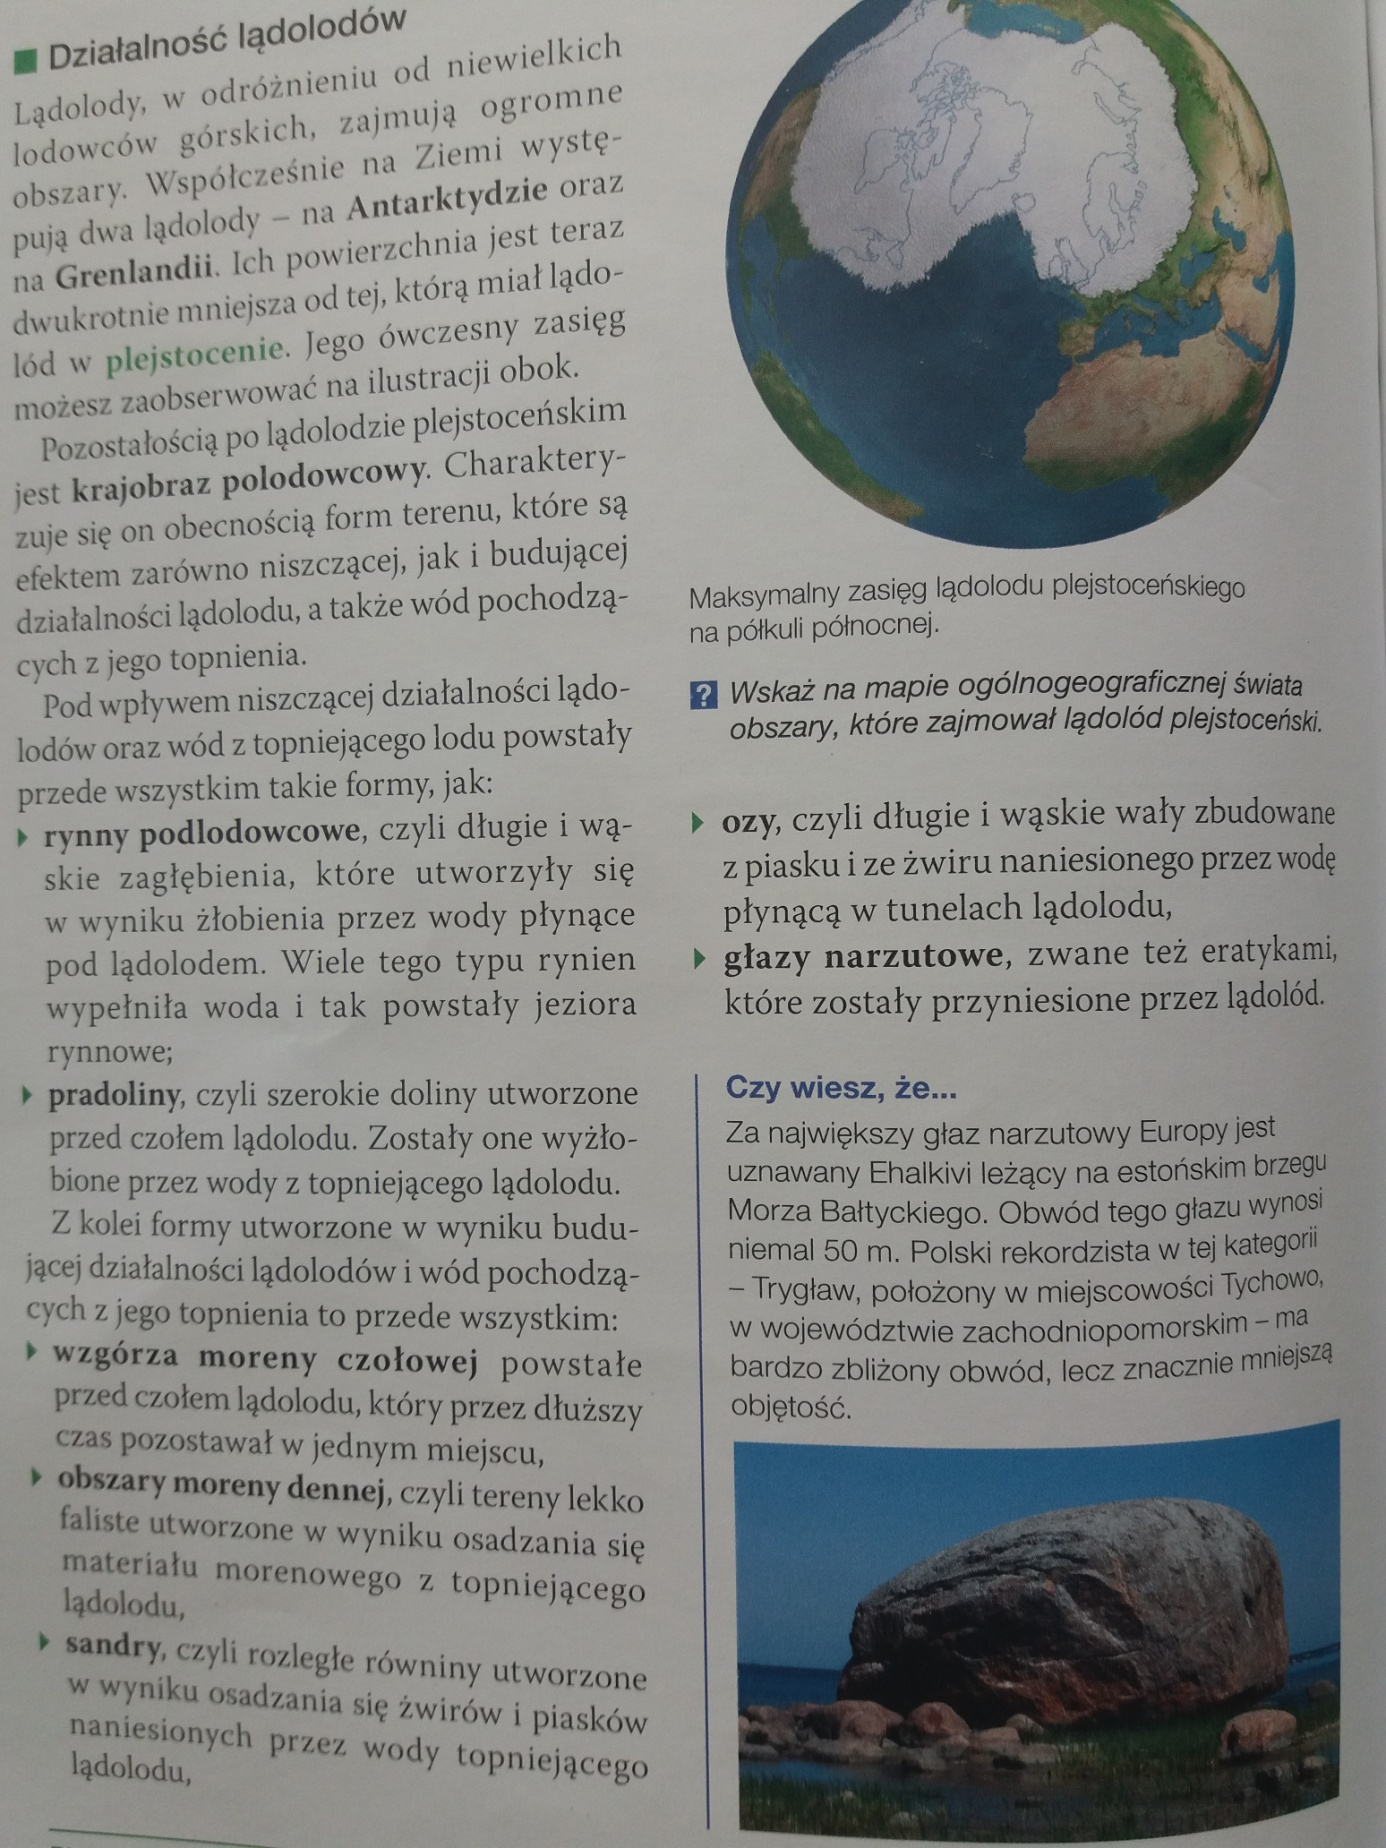 Działalność lądolodów
Lądolody, w odróżnieniu od niewielkich
lodowców górskich, zajmują ogromne
obszary. Współcześnie na Ziemi wystę-
pują dwa lądolody – na Antarktydzie oraz
na Grenlandii. Ich powierzchnia jest teraz
dwukrotnie mniejsza od tej, którą miał lądo-
lód w plejstocenie. Jego ówczesny zasięg
możesz zaobserwować na ilustracji obok.
Pozostałością po lądolodzie plejstoceńskim
jest krajobraz polodowcowy. Charaktery-
zuje się on obecnością form terenu, które są
efektem zarówno niszczącej, jak i budującej
działalności lądolodu, a także wód pochodzą-
cych z jego topnienia.
Pod wpływem niszczącej działalności lądo-
lodów oraz wód z topniejącego lodu powstały
przede wszystkim takie formy, jak:
rynny podlodowcowe, czyli długie i wą-
skie zagłębienia, które utworzyły się
w wyniku żłobienia przez wody płynące
pod lądolodem. Wiele tego typu rynien
wypełniła woda i tak powstały jeziora
rynnowe;
pradoliny, czyli szerokie doliny utworzone
przed czołem lądolodu. Zostały one wyżło-
bione przez wody z topniejącego lądolodu.
Z kolei formy utworzone w wyniku budu-
jącej działalności lądolodów i wód pochodzą-
cych z jego topnienia to przede wszystkim:
wzgórza moreny czołowej powstałe
przed czołem lądolodu, który przez dłuższy
czas pozostawał w jednym miejscu,
obszary moreny dennej, czyli tereny lekko
faliste utworzone w wyniku osadzania się
materiału morenowego z topniejącego
lądolodu,
sandry, czyli rozległe równiny utworzone
w wyniku osadzania się żwirów i piasków
naniesionych przez wody topniejącego
lądolodu,
Maksymalny zasięg lądolodu plejstoceńskiego
na półkuli północnej.
? Wskaż na mapie ogólnogeograficznej świata
obszary, które zajmował lądolód plejstoceński.
ozy, czyli długie i wąskie wały zbudowane
z piasku i ze żwiru naniesionego przez wodę
płynącą w tunelach lądolodu,
głazy narzutowe, zwane też eratykami,
które zostały przyniesione przez lądolód.
Czy wiesz, że...
Za największy głaz narzutowy Europy jest
uznawany Ehalkivi leżący na estońskim brzegu
Morza Bałtyckiego. Obwód tego głazu wynosi
niemal 50 m. Polski rekordzista w tej kategorii
– Trygław, położony w miejscowości Tychowo,
w województwie zachodniopomorskim – ma
bardzo zbliżony obwód, lecz znacznie mniejszą
objętość.